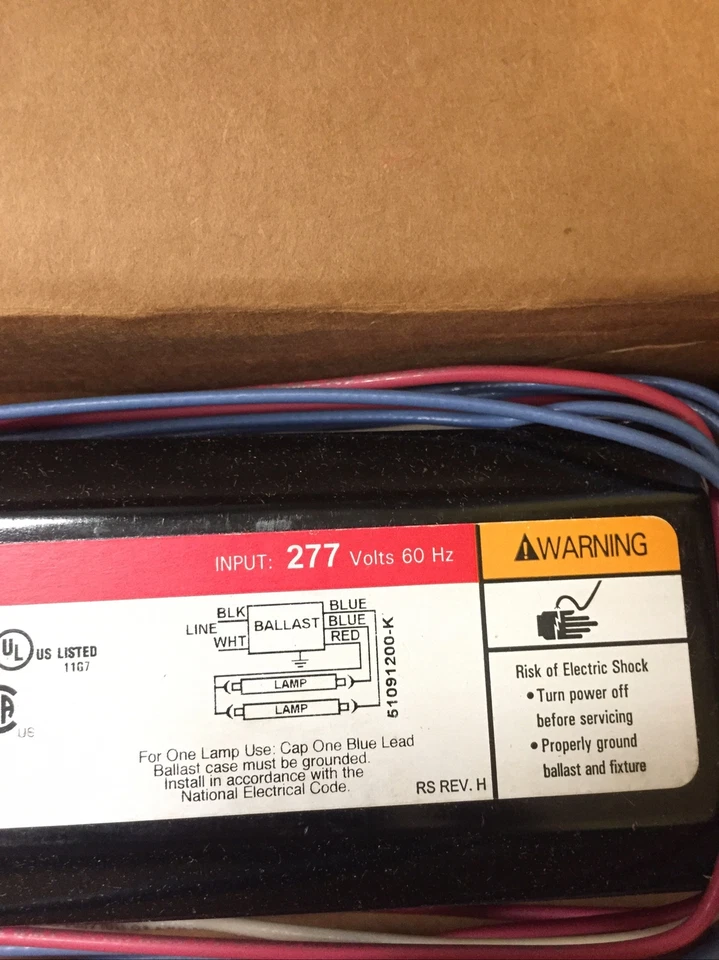 INPUT: 277 Volts 60 Hz
WARNING
BLK
LINE
WHT
BALLAST
BLUE
BLUE
RED
LAMP
LAMP
51091200-K
UL US LISTED
11G7
US
For One Lamp Use: Cap One Blue Lead
Ballast case must be grounded.
Install in accordance with the
National Electrical Code.
RS REV. H
Risk of Electric Shock
• Turn power off
before servicing
• Properly ground
ballast and fixture